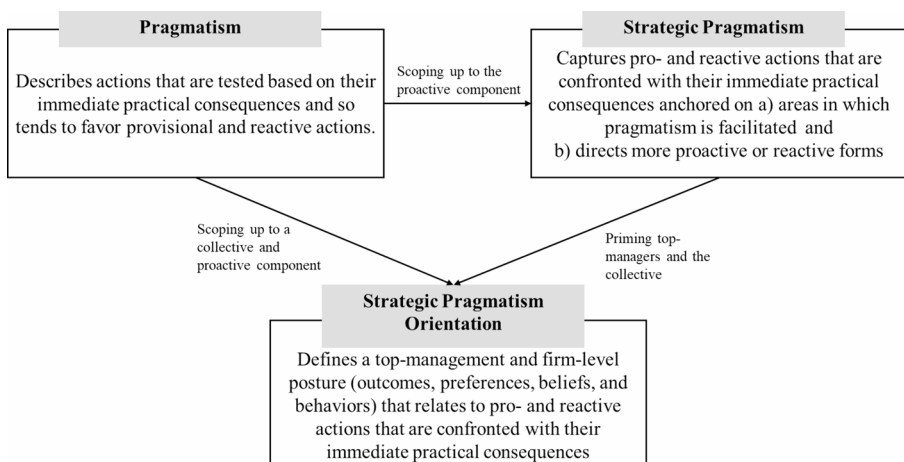 Pragmatism
Describes actions that are tested based on their
immediate practical consequences and so
tends to favor provisional and reactive actions.
Scoping up to the
proactive component
Strategic Pragmatism
Captures pro- and reactive actions that are
confronted with their immediate practical
consequences anchored on a) areas in which
pragmatism is facilitated and
b) directs more proactive or reactive forms
Scoping up to a
collective and
proactive component
Priming top-
managers and the
collective
Strategic Pragmatism
Orientation
Defines a top-management and firm-level
posture (outcomes, preferences, beliefs, and
behaviors) that relates to pro- and reactive
actions that are confronted with their
immediate practical consequences